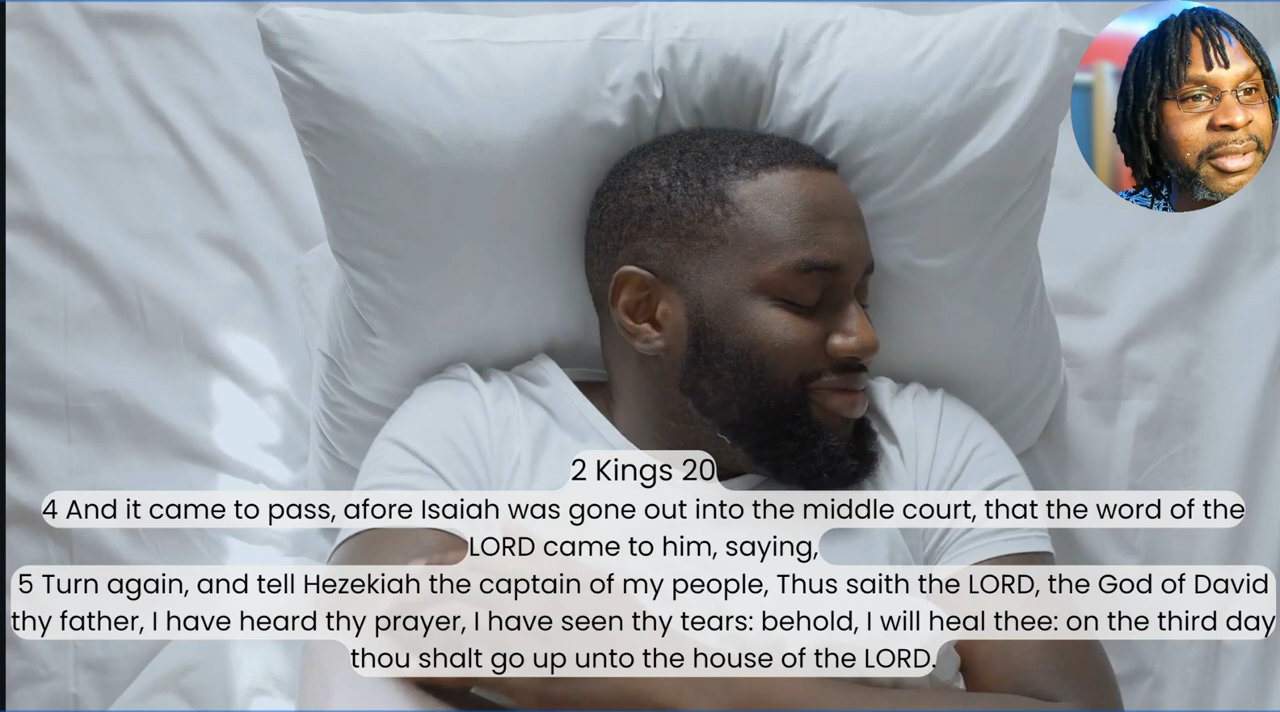 2 Kings 20
4 And it came to pass, afore Isaiah was gone out into the middle court, that the word of the
LORD came to him, saying,
5 Turn again, and tell Hezekiah the captain of my people, Thus saith the LORD, the God of David
thy father, I have heard thy prayer, I have seen thy tears: behold, I will heal thee: on the third day
thou shalt go up unto the house of the LORD.